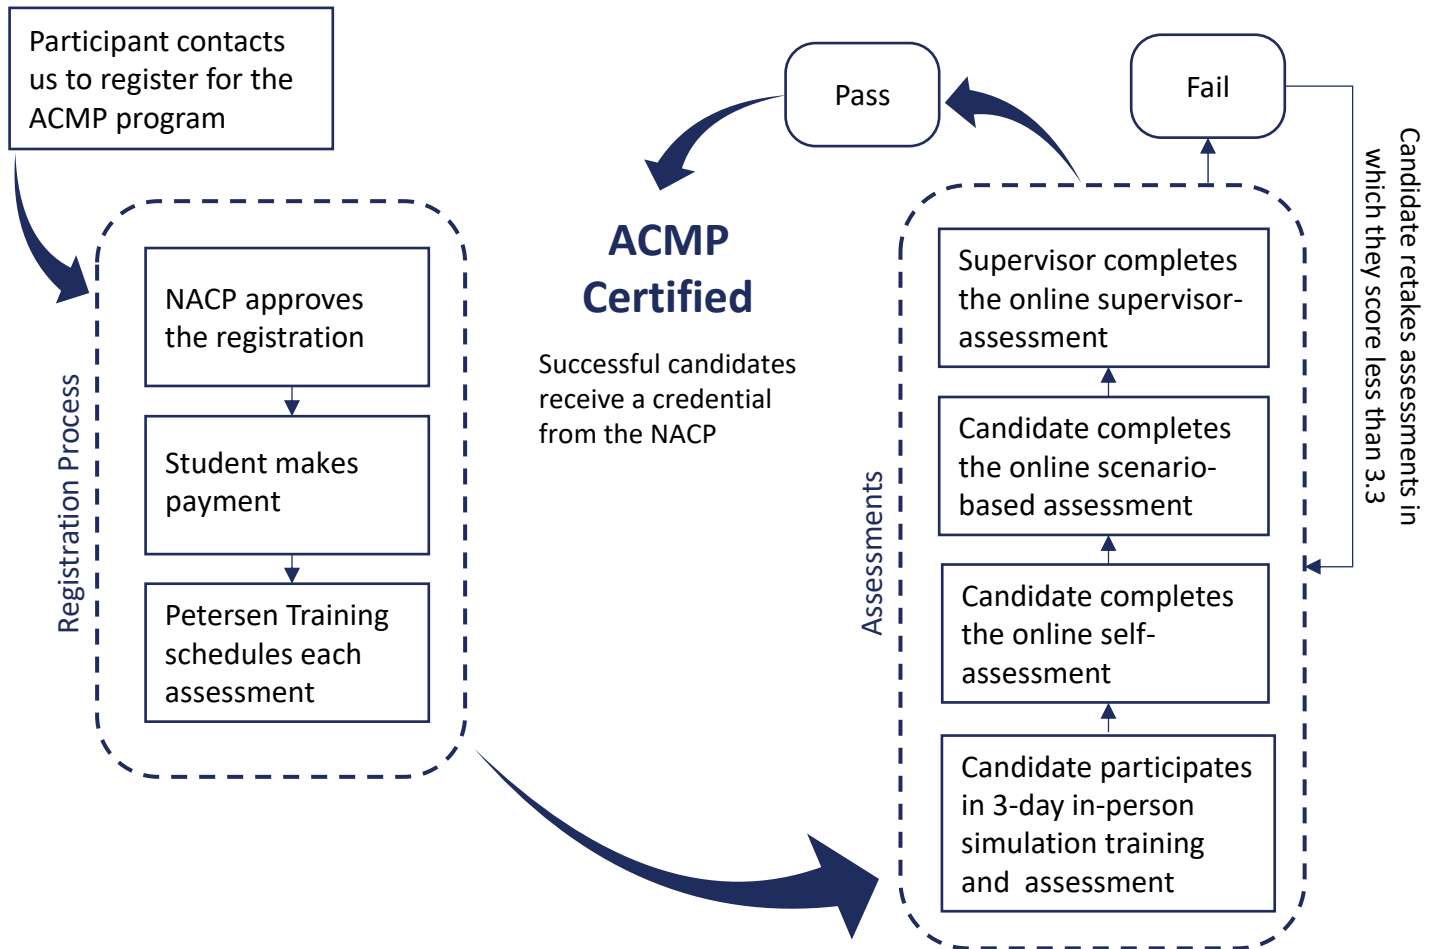 Participant contacts
us to register for the
ACMP program
Registration Process
NACP approves
the registration
Student makes
payment
Petersen Training
schedules each
assessment
Assessments
Candidate participates
in 3-day in-person
simulation training
and  assessment
Candidate completes
the online self-
assessment
Candidate completes
the online scenario-
based assessment
Supervisor completes
the online supervisor-
assessment
Fail
Candidate retakes assessments in
which they score less than 3.3
Pass
ACMP
Certified
Successful candidates
receive a credential
from the NACP